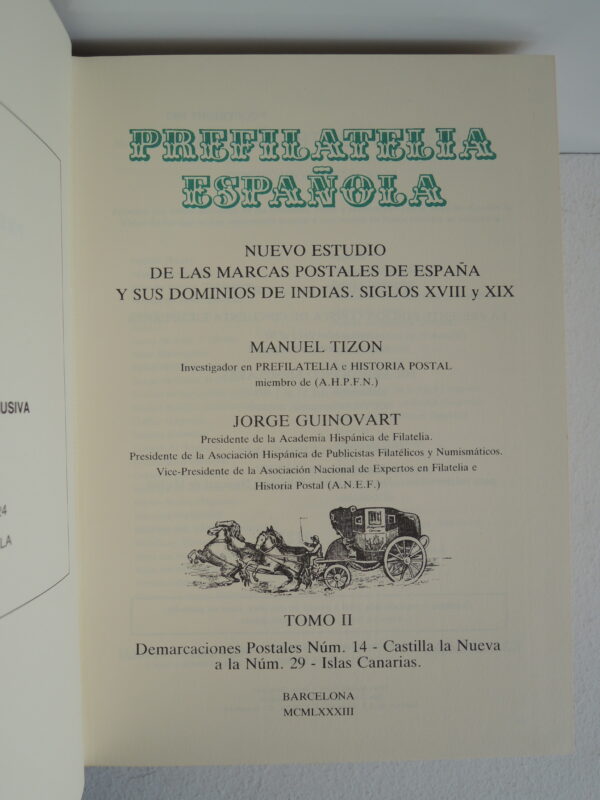 PREFILATELIA
ESPAÑOLA
NUEVO ESTUDIO
DE LAS MARCAS POSTALES DE ESPAÑA
Y SUS DOMINIOS DE INDIAS. SIGLOS XVIII y XIX
MANUEL TIZON
Investigador en PREFILATELIA e HISTORIA POSTAL
miembro de (A.H.P.F.N.)
JORGE GUINOVART
Presidente de la Academia Hispánica de Filatelia.
Presidente de la Asociación Hispánica de Publicistas Filatélicos y Numismáticos.
Vice-Presidente de la Asociación Nacional de Expertos en Filatelia e
Historia Postal (A.N.E.F.)
TOMO II
Demarcaciones Postales Núm. 14 - Castilla la Nueva
a la Núm. 29 - Islas Canarias.
BARCELONA
MCMLXXXIII
USIVA
24
LA